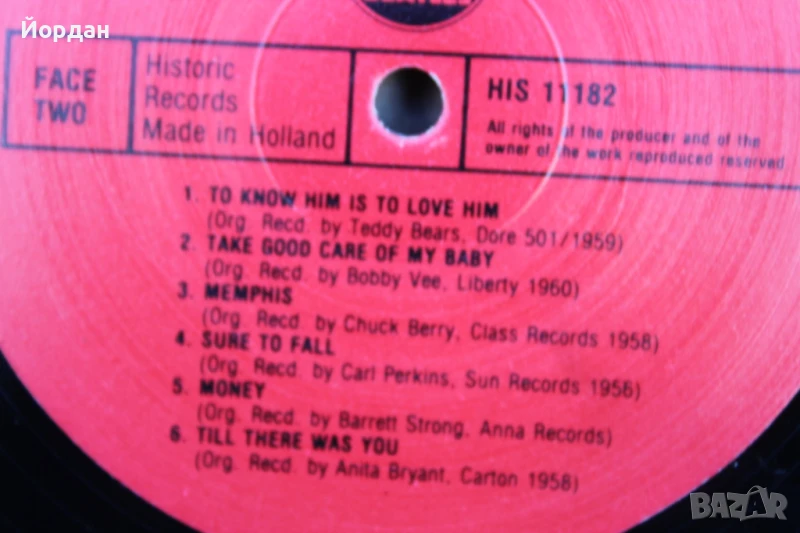 Йордан
FACE
TWO
Historic
Records
Made in Holland
HIS 11182
All rights of the producer and of the
owner of the work reproduced reserved
1. TO KNOW HIM IS TO LOVE HIM
(Org. Recd. by Teddy Bears, Dore 501/1959)
2. TAKE GOOD CARE OF MY BABY
(Org. Recd. by Bobby Vee, Liberty 1960)
3. MEMPHIS
(Org. Recd. by Chuck Berry, Class Records 1958)
4. SURE TO FALL
(Org. Recd. by Carl Perkins, Sun Records 1956)
5. MONEY
(Org. Recd. by Barrett Strong, Anna Records)
6. TILL THERE WAS YOU
(Org. Recd. by Anita Bryant, Carton 1958)
BAZAR